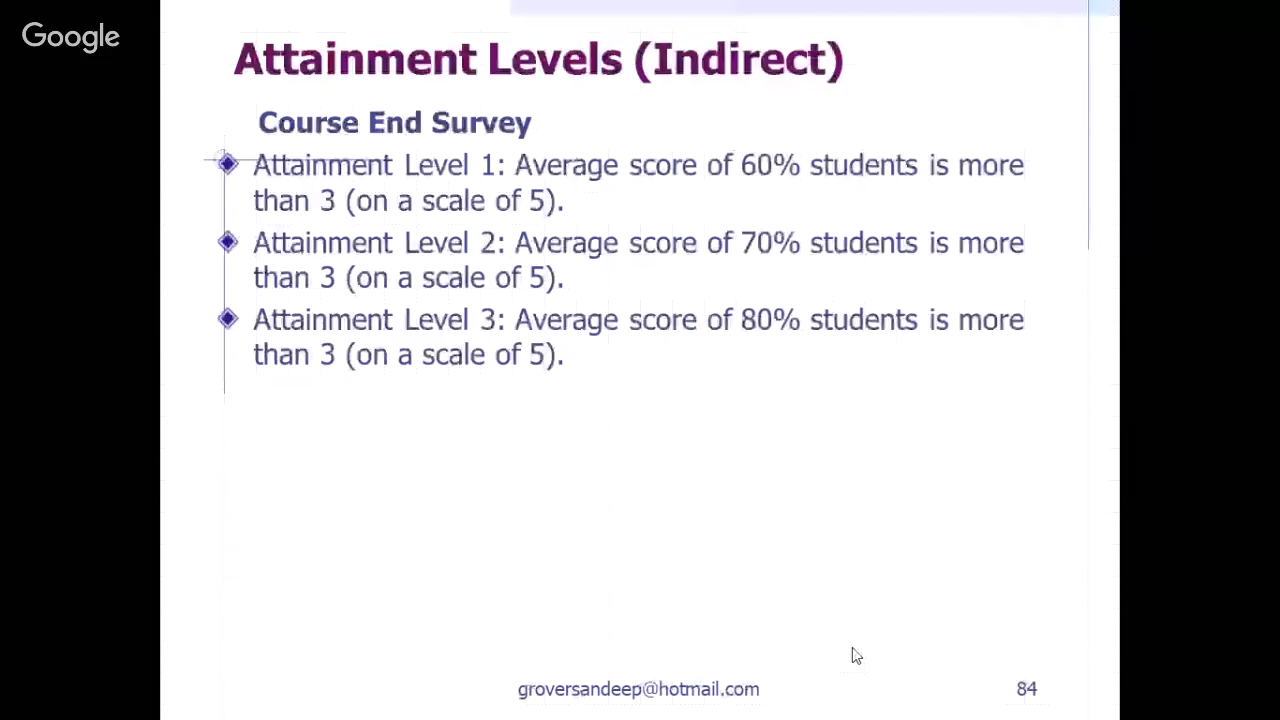 Google
Attainment Levels (Indirect)
Course End Survey
Attainment Level 1: Average score of 60% students is more
than 3 (on a scale of 5).
Attainment Level 2: Average score of 70% students is more
than 3 (on a scale of 5).
Attainment Level 3: Average score of 80% students is more
than 3 (on a scale of 5).
groversandeep@hotmail.com
84